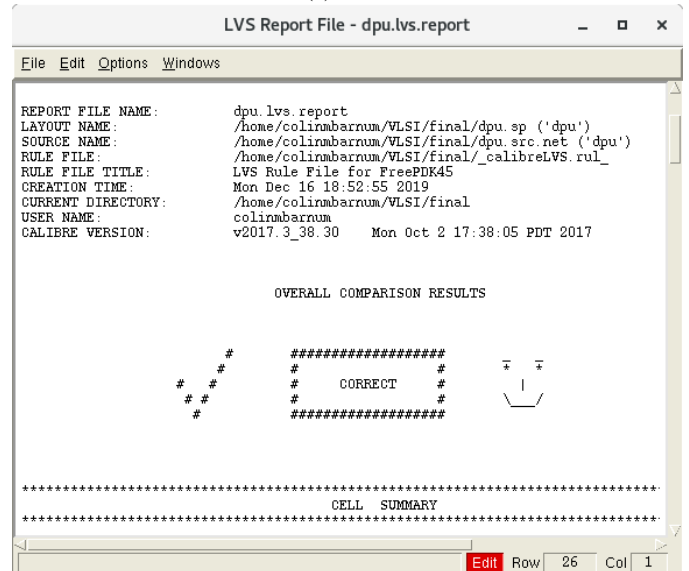 LVS Report File - dpu.lvs.report
File Edit Options Windows
REPORT FILE NAME: dpu.lvs.report
LAYOUT NAME: /home/colinmbarnum/VLSI/final/dpu.sp ('dpu')
SOURCE NAME: /home/colinmbarnum/VLSI/final/dpu.src.net ('dpu')
RULE FILE: /home/colinmbarnum/VLSI/final/_calibreLVS.rul_
RULE FILE TITLE: LVS Rule File for FreePDK45
CREATION TIME: Mon Dec 16 18:52:55 2019
CURRENT DIRECTORY: /home/colinmbarnum/VLSI/final
USER NAME: colinmbarnum
CALIBRE VERSION: v2017.3_38.30 Mon Oct 2 17:38:05 PDT 2017
OVERALL COMPARISON RESULTS
# ################### _ _
# # # * *
# # # CORRECT # |
# # # # \___/
# ###################
*******************************************************************
CELL SUMMARY
*******************************************************************
Edit Row 26 Col 1